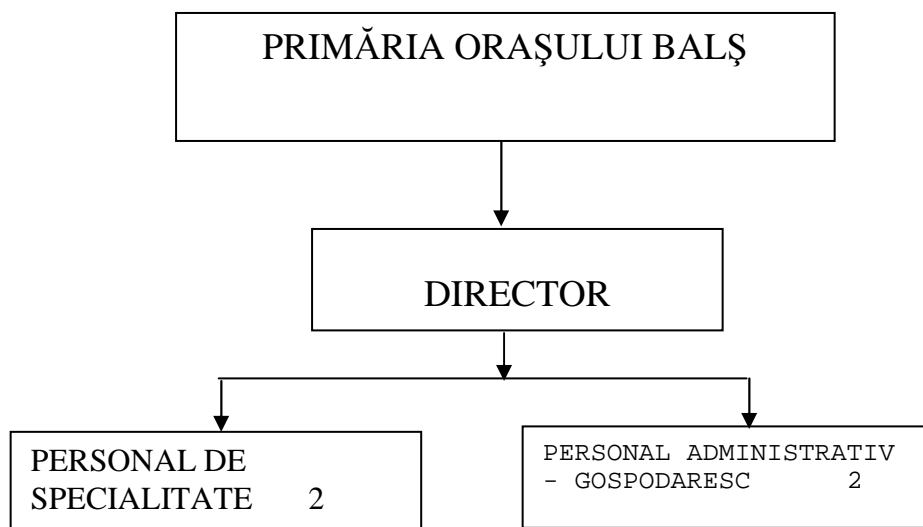 PRIMĂRIA ORAŞULUI BALŞ
DIRECTOR
PERSONAL DE
SPECIALITATE 2
PERSONAL ADMINISTRATIV
- GOSPODARESC 2